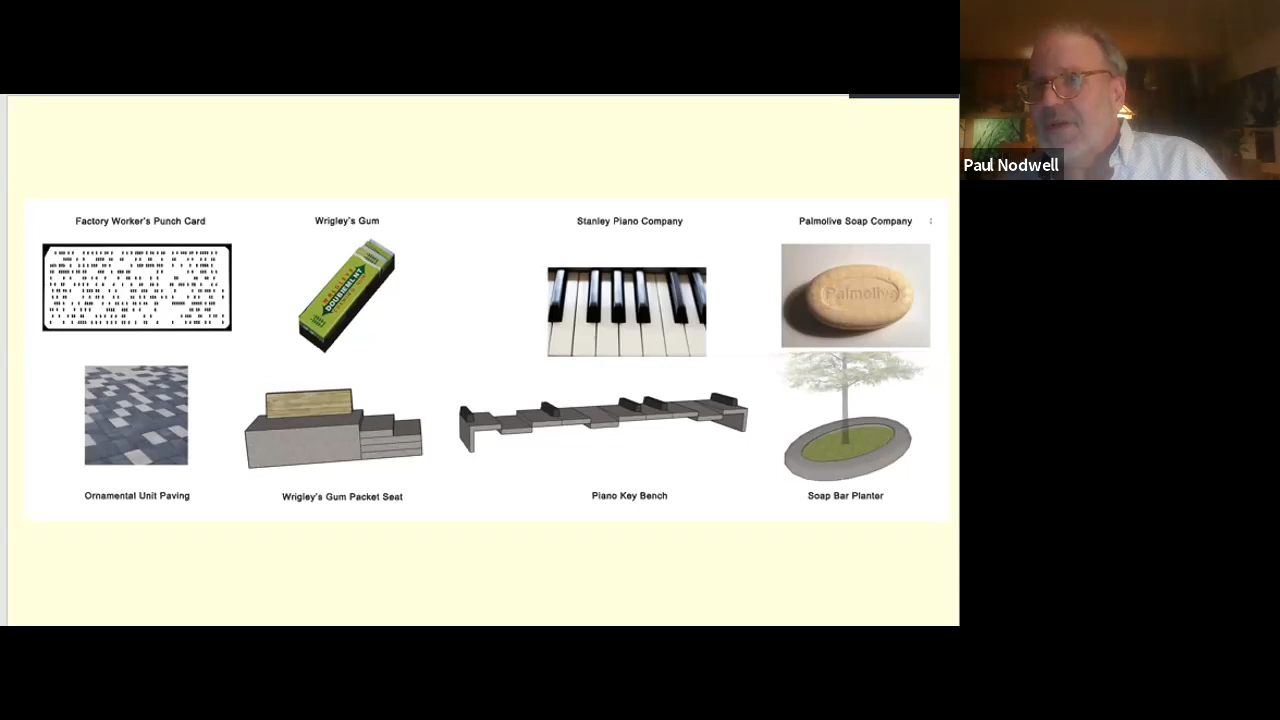 Paul Nodwell
Factory Worker's Punch Card
Wrigley's Gum
Stanley Piano Company
Palmolive Soap Company
DOUBLEMINT
Palmolive
Ornamental Unit Paving
Wrigley's Gum Packet Seat
Piano Key Bench
Soap Bar Planter